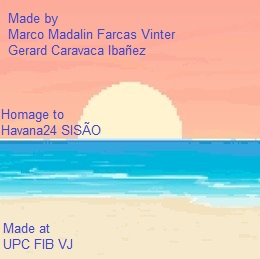 Made by
Marco Madalin Farcas Vinter
Gerard Caravaca Ibañez
Homage to
Havana24 SISÃO
Made at
UPC FIB VJ